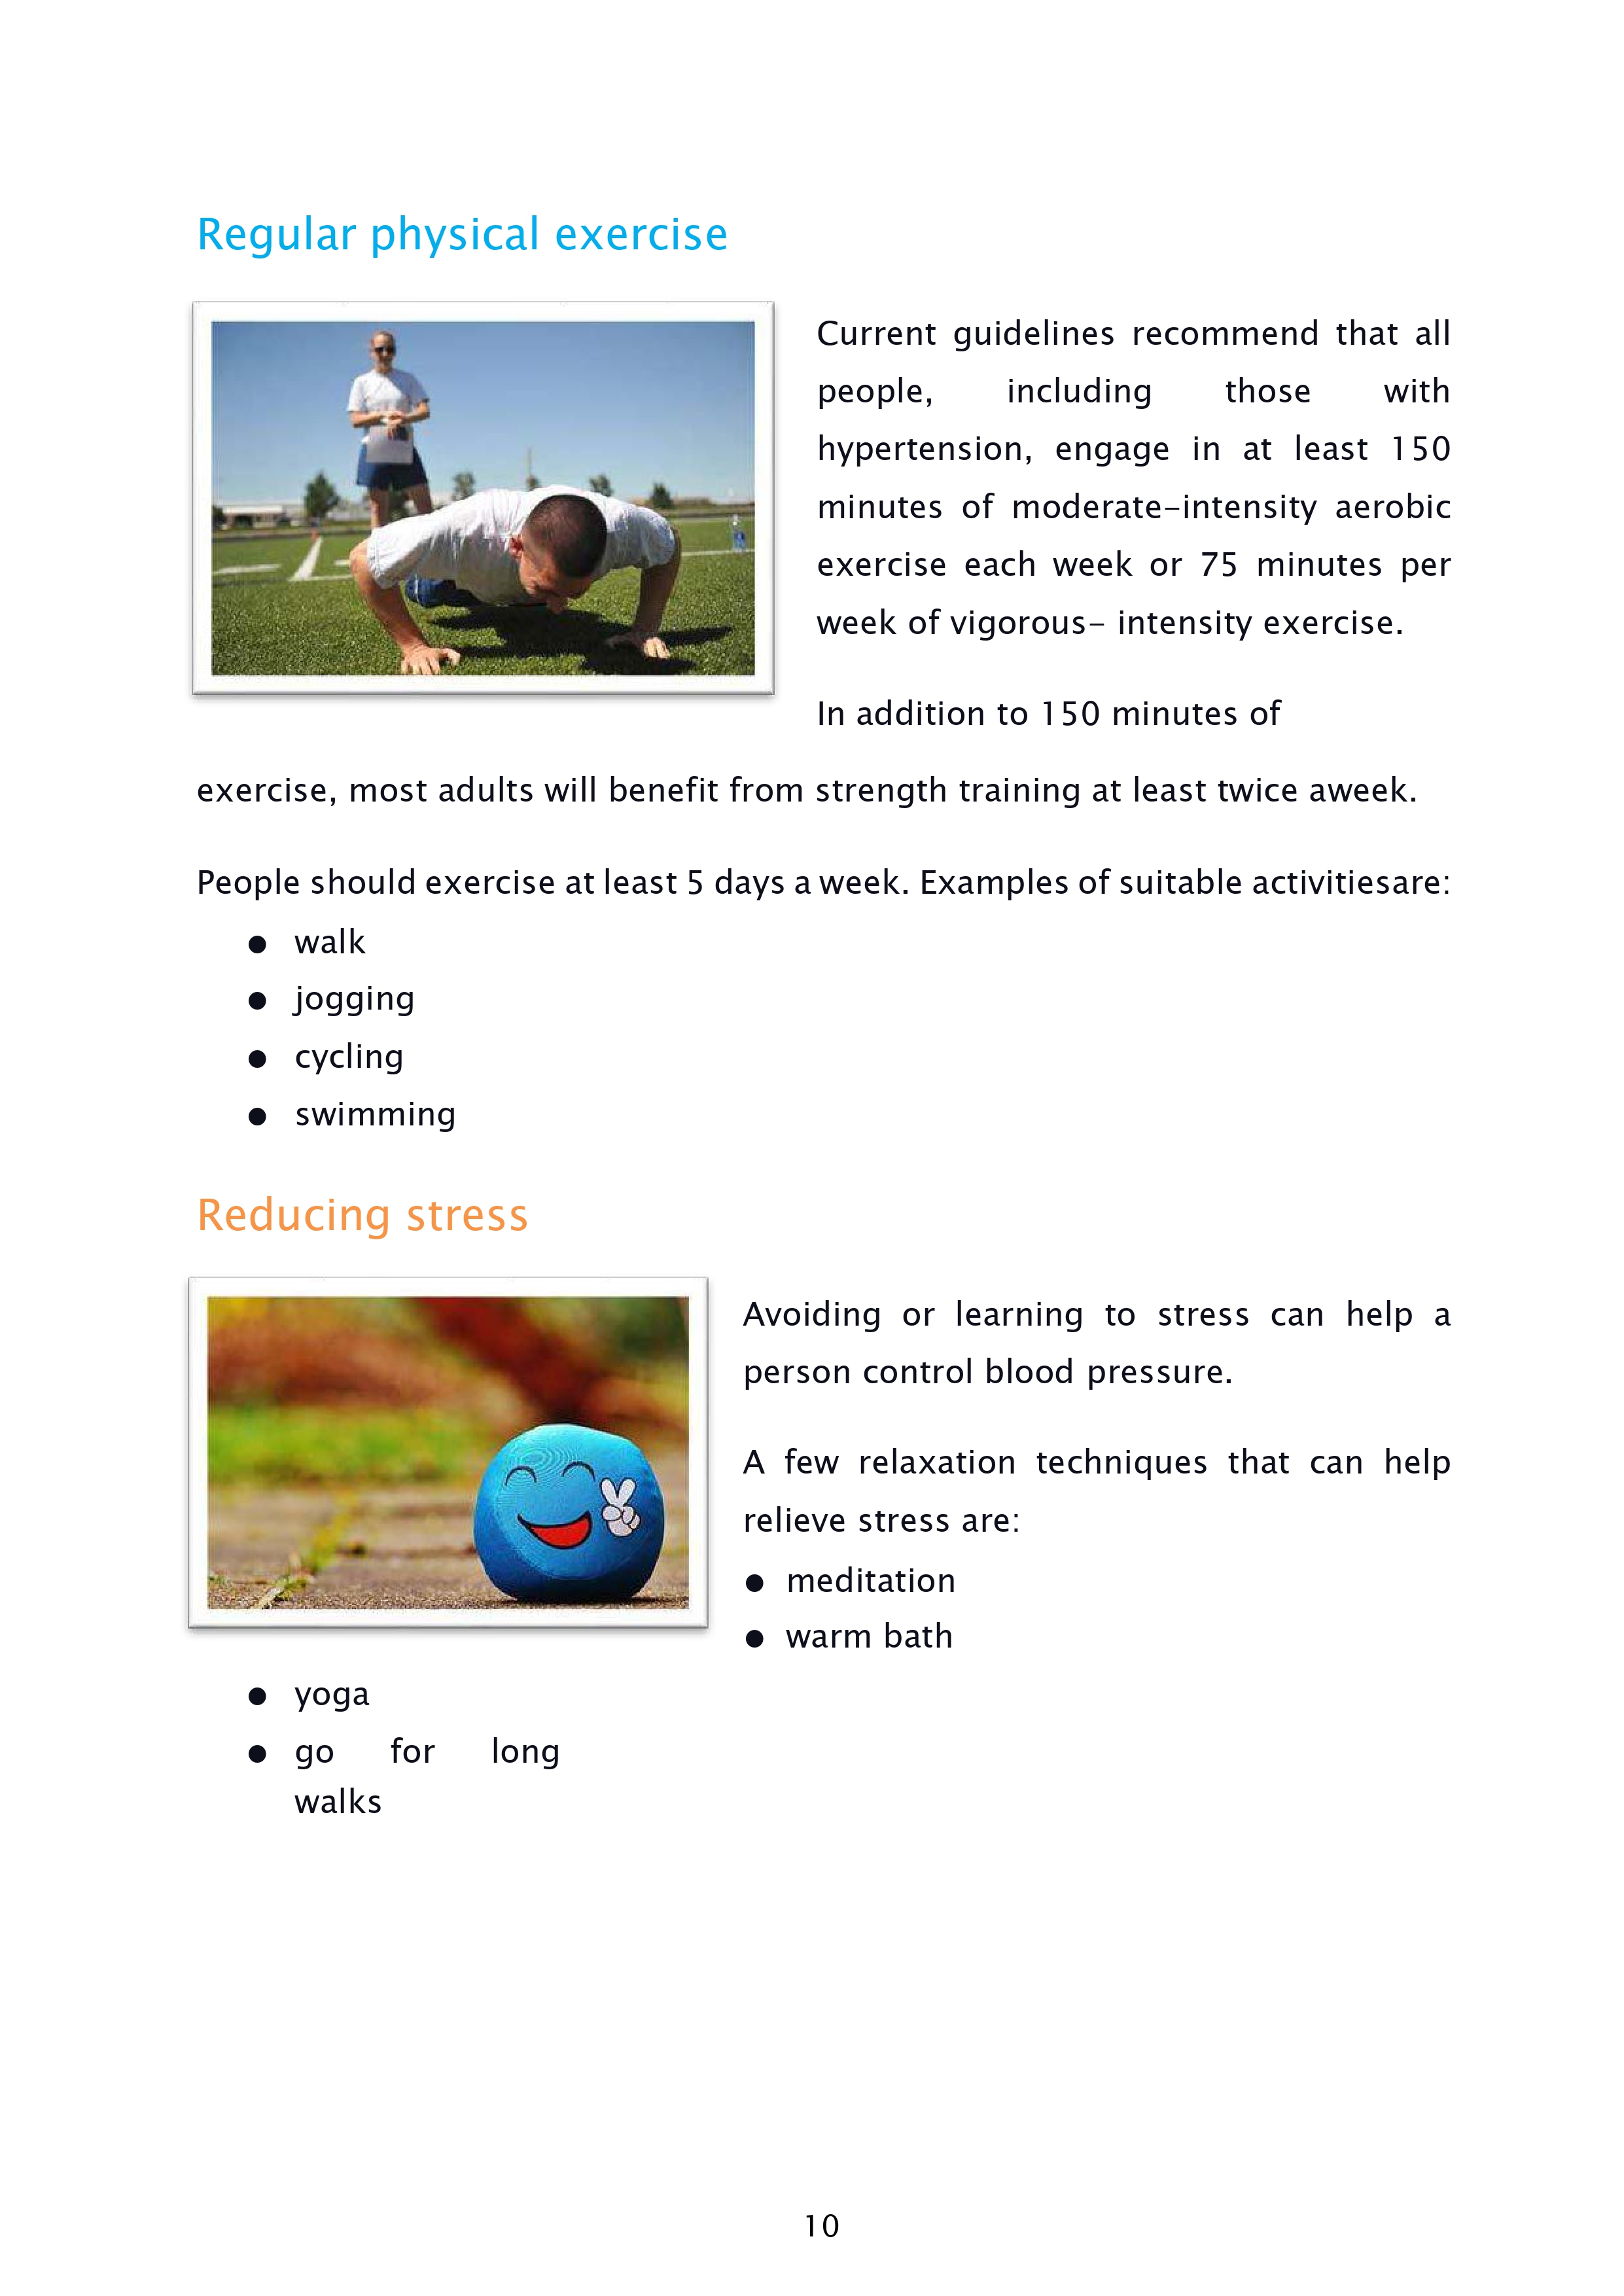 Regular physical exercise
Current guidelines recommend that all
people, including those with
hypertension, engage in at least 150
minutes of moderate-intensity aerobic
exercise each week or 75 minutes per
week of vigorous- intensity exercise.
In addition to 150 minutes of
exercise, most adults will benefit from strength training at least twice aweek.
People should exercise at least 5 days a week. Examples of suitable activitiesare:
● walk
● jogging
● cycling
● swimming
Reducing stress
Avoiding or learning to stress can help a
person control blood pressure.
A few relaxation techniques that can help
relieve stress are:
● meditation
● warm bath
● yoga
● go for long
walks
10